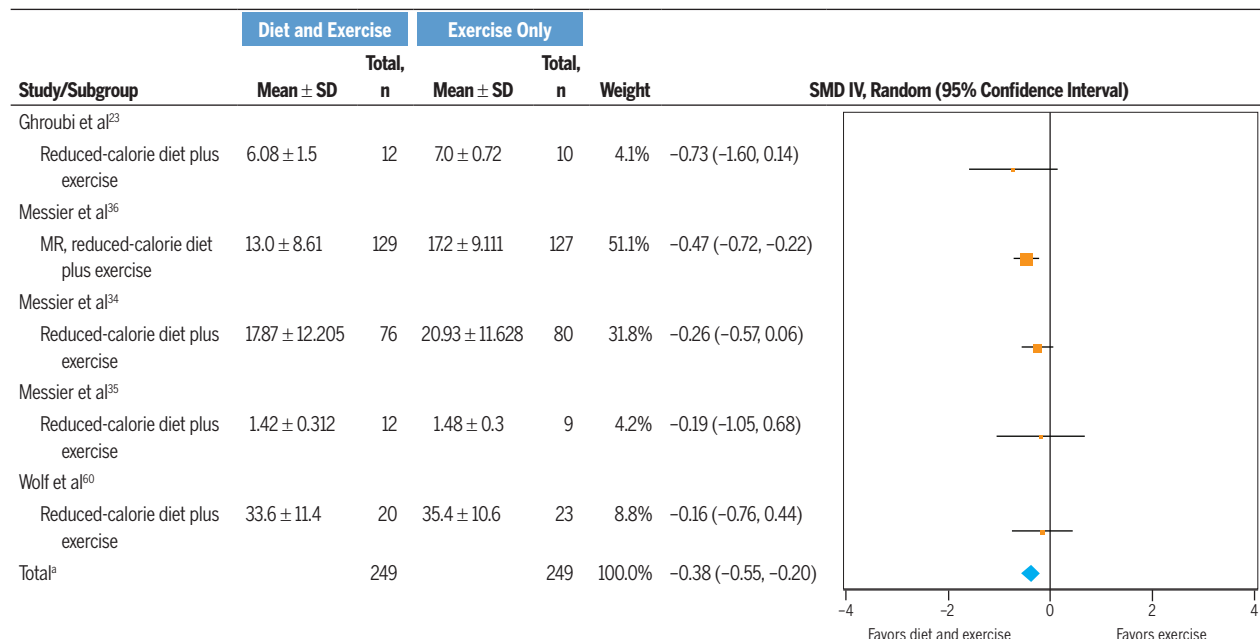 Diet and Exercise Exercise Only
Total, Total,
Study/Subgroup Mean ± SD n Mean ± SD n Weight SMD IV, Random (95% Confidence Interval)
Ghroubi et al23
Reduced-calorie diet plus 6.08 ± 1.5 12 7.0 ± 0.72 10 4.1% −0.73 (−1.60, 0.14)
exercise
Messier et al36
MR, reduced-calorie diet 13.0 ± 8.61 129 17.2 ± 9.111 127 51.1% −0.47 (−0.72, −0.22)
plus exercise
Messier et al34
Reduced-calorie diet plus 17.87 ± 12.205 76 20.93 ± 11.628 80 31.8% −0.26 (−0.57, 0.06)
exercise
Messier et al35
Reduced-calorie diet plus 1.42 ± 0.312 12 1.48 ± 0.3 9 4.2% −0.19 (−1.05, 0.68)
exercise
Wolf et al60
Reduced-calorie diet plus 33.6 ± 11.4 20 35.4 ± 10.6 23 8.8% −0.16 (−0.76, 0.44)
exercise
Totala 249 249 100.0% −0.38 (−0.55, −0.20)
−4 −2 0 2 4
Favors diet and exercise Favors exercise